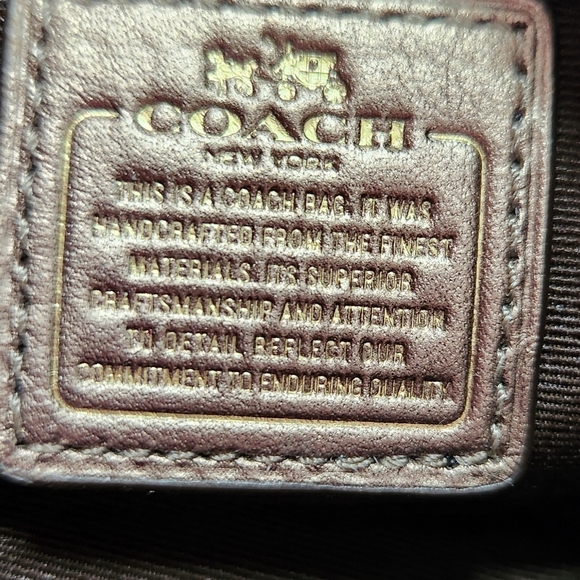 COACH
NEW YORK
THIS IS A COACH BAG. IT WAS
HANDCRAFTED FROM THE FINEST
MATERIALS. ITS SUPERIOR
CRAFTSMANSHIP AND ATTENTION
TO DETAIL REFLECT OUR
COMMITMENT TO ENDURING QUALITY.